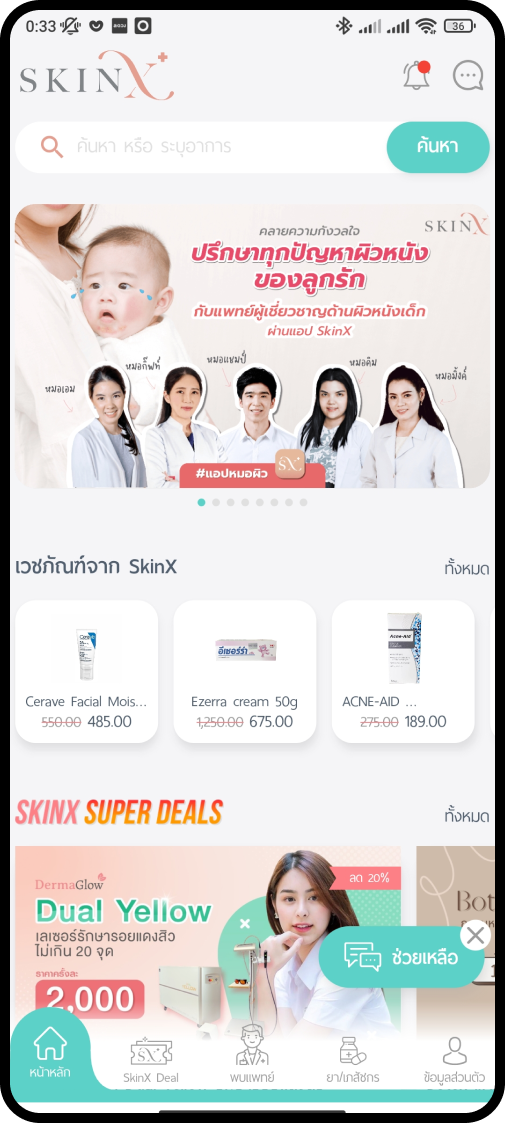 0:33
36
SKINX
ค้นหา หรือ ระบุอาการ
ค้นหา
SKINX
คลายความกังวลใจ
ปรึกษาทุกปัญหาผิวหนัง
ของลูกรัก
กับแพทย์ผู้เชี่ยวชาญด้านผิวหนังเด็ก
ผ่านแอป SkinX
หมอเอม
หมอกิ๊ฟท์
หมอแชมป์
หมอคิม
หมอมิ้งค์
#แอปหมอผิว
SX
เวชภัณฑ์จาก SkinX
ทั้งหมด
Acne-Aid
อีเซอร์ร่า
Cerave Facial Mois...
Ezerra cream 50g
ACNE-AID ...
550.00 485.00
1,250.00 675.00
275.00 189.00
SKINX SUPER DEALS
ทั้งหมด
DermaGlow
ลด 20%
Dual Yellow
เลเซอร์รักษารอยแดงสิว
ไม่เกิน 20 จุด
ราคาครั้งละ
2,000
Bot
ช่วยเหลือ
หน้าหลัก
SkinX Deal
พบแพทย์
ยา/เภสัชกร
ข้อมูลส่วนตัว